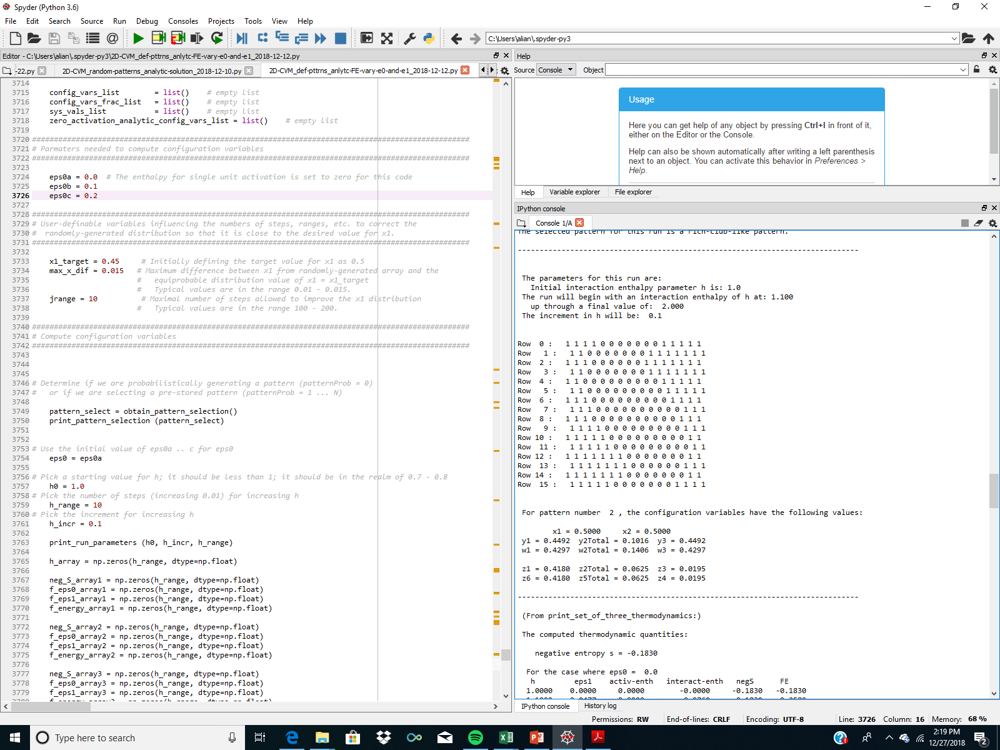 Spyder (Python 3.6)
File Edit Search Source Run Debug Consoles Projects Tools View Help
C:\Users\alian\.spyder-py3
Editor - C:\Users\alian\.spyder-py3\2D-CVM_def-pttrns_anlytc-FE-vary-e0-and-e1_2018-12-12.py
-22.py 2D-CVM_random-patterns_analytic-solution_2018-12-10.py 2D-CVM_def-pttrns_anlytc-FE-vary-e0-and-e1_2018-12-12.py
3714
3715 config_vars_list = list() # empty list
3716 config_vars_frac_list = list() # empty list
3717 sys_vals_list = list() # empty list
3718 zero_activation_analytic_config_vars_list = list() # empty list
3719
3720 ####################################################################################################
3721 # Parmaters needed to compute configuration variables
3722 ####################################################################################################
3723
3724 eps0a = 0.0 # The enthalpy for single unit activation is set to zero for this code
3725 eps0b = 0.1
3726 eps0c = 0.2
3727
3728 ####################################################################################################
3729 # User-definable variables influencing the numbers of steps, ranges, etc. to correct the
3730 # randomly-generated distribution so that it is close to the desired value for x1.
3731 ####################################################################################################
3732
3733 x1_target = 0.45 # Initially defining the target value for x1 as 0.5
3734 max_x_dif = 0.015 # Maximum difference between x1 from randomly-generated array and the
3735 # equiprobable distribution value of x1 = x1_target
3736 # Typical values are in the range 0.01 - 0.015.
3737 jrange = 10 # Maximal number of steps allowed to improve the x1 distribution
3738 # Typical values are in the range 100 - 200.
3739
3740 ####################################################################################################
3741 # Compute configuration variables
3742 ####################################################################################################
3743
3744
3745
3746 # Determine if we are probabilistically generating a pattern (patternProb = 0)
3747 # or if we are selecting a pre-stored pattern (patternProb = 1 ... N)
3748
3749 pattern_select = obtain_pattern_selection()
3750 print_pattern_selection (pattern_select)
3751
3752
3753 # Use the initial value of eps0a .. c for eps0
3754 eps0 = eps0a
3755
3756 # Pick a starting value for h; it should be less than 1; it should be in the realm of 0.7 - 0.8
3757 h0 = 1.0
3758 # Pick the number of steps (increasing 0.01) for increasing h
3759 h_range = 10
3760 # Pick the increment for increasing h
3761 h_incr = 0.1
3762
3763 print_run_parameters (h0, h_incr, h_range)
3764
3765 h_array = np.zeros(h_range, dtype=np.float)
3766
3767 neg_S_array1 = np.zeros(h_range, dtype=np.float)
3768 f_eps0_array1 = np.zeros(h_range, dtype=np.float)
3769 f_eps1_array1 = np.zeros(h_range, dtype=np.float)
3770 f_energy_array1 = np.zeros(h_range, dtype=np.float)
3771
3772 neg_S_array2 = np.zeros(h_range, dtype=np.float)
3773 f_eps0_array2 = np.zeros(h_range, dtype=np.float)
3774 f_eps1_array2 = np.zeros(h_range, dtype=np.float)
3775 f_energy_array2 = np.zeros(h_range, dtype=np.float)
3776
3777 neg_S_array3 = np.zeros(h_range, dtype=np.float)
3778 f_eps0_array3 = np.zeros(h_range, dtype=np.float)
3779 f_eps1_array3 = np.zeros(h_range, dtype=np.float)
Help
Source Console Object
Usage
Here you can get help of any object by pressing Ctrl+I in front of it,
either on the Editor or the Console.
Help can also be shown automatically after writing a left parenthesis
next to an object. You can activate this behavior in Preferences >
Help.
Help Variable explorer File explorer
IPython console
Console 1/A
The selected pattern for this run is a rich-club-like pattern.
------------------------------------------------------------------------------
The parameters for this run are:
Initial interaction enthalpy parameter h is: 1.0
The run will begin with an interaction enthalpy of h at: 1.100
up through a final value of: 2.000
The increment in h will be: 0.1
Row 0 : 1 1 1 1 0 0 0 0 0 0 0 1 1 1 1 1
Row 1 : 1 1 0 0 0 0 0 0 0 1 1 1 1 1 1 1
Row 2 : 1 1 1 0 0 0 0 0 0 1 1 1 1 1 1 1
Row 3 : 1 1 0 0 0 0 0 0 0 1 1 1 1 1 1 1
Row 4 : 1 1 0 0 0 0 0 0 0 0 0 1 1 1 1 1
Row 5 : 1 1 0 0 0 0 0 0 0 0 0 1 1 1 1 1
Row 6 : 1 1 1 0 0 0 0 0 0 0 0 0 1 1 1 1
Row 7 : 1 1 1 0 0 0 0 0 0 0 0 0 0 1 1 1
Row 8 : 1 1 1 0 0 0 0 0 0 0 0 0 0 1 1 1
Row 9 : 1 1 1 1 0 0 0 0 0 0 0 0 0 1 1 1
Row 10 : 1 1 1 1 1 0 0 0 0 0 0 0 0 0 1 1
Row 11 : 1 1 1 1 1 0 0 0 0 0 0 0 0 0 1 1
Row 12 : 1 1 1 1 1 1 1 0 0 0 0 0 0 0 1 1
Row 13 : 1 1 1 1 1 1 1 0 0 0 0 0 0 1 1 1
Row 14 : 1 1 1 1 1 1 1 0 0 0 0 0 0 0 1 1
Row 15 : 1 1 1 1 1 0 0 0 0 0 0 0 1 1 1 1
For pattern number 2 , the configuration variables have the following values:
x1 = 0.5000 x2 = 0.5000
y1 = 0.4492 y2Total = 0.1016 y3 = 0.4492
w1 = 0.4297 w2Total = 0.1406 w3 = 0.4297
z1 = 0.4180 z2Total = 0.0625 z3 = 0.0195
z6 = 0.4180 z5Total = 0.0625 z4 = 0.0195
------------------------------------------------------------------------------
(From print_set_of_three_thermodynamics:)
The computed thermodynamic quantities:
negative entropy s = -0.1830
For the case where eps0 = 0.0
h eps1 activ-enth interact-enth negS FE
1.0000 0.0000 0.0000 -0.0000 -0.1830 -0.1830
IPython console History log
Permissions: RW End-of-lines: CRLF Encoding: UTF-8 Line: 3726 Column: 16 Memory: 68 %
Type here to search
2:19 PM
12/27/2018
2